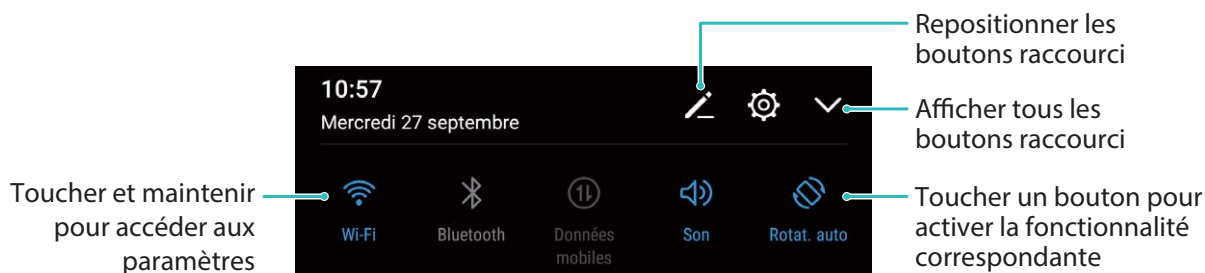 Repositionner les
boutons raccourci
10:57
Mercredi 27 septembre
Afficher tous les
boutons raccourci
Toucher et maintenir
pour accéder aux
paramètres
Wi-Fi
Bluetooth
Données
mobiles
Son
Rotat. auto
Toucher un bouton pour
activer la fonctionnalité
correspondante